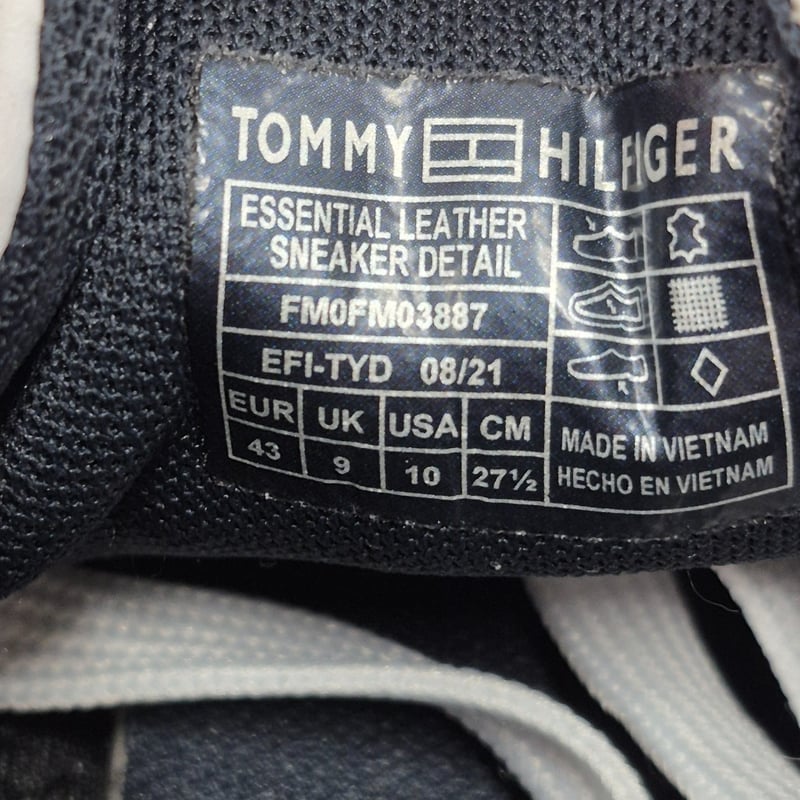 TOMMY HILFIGER
ESSENTIAL LEATHER
SNEAKER DETAIL
FM0FM03887
EFI-TYD 08/21
EUR UK USA CM
43 9 10 27½
MADE IN VIETNAM
HECHO EN VIETNAM